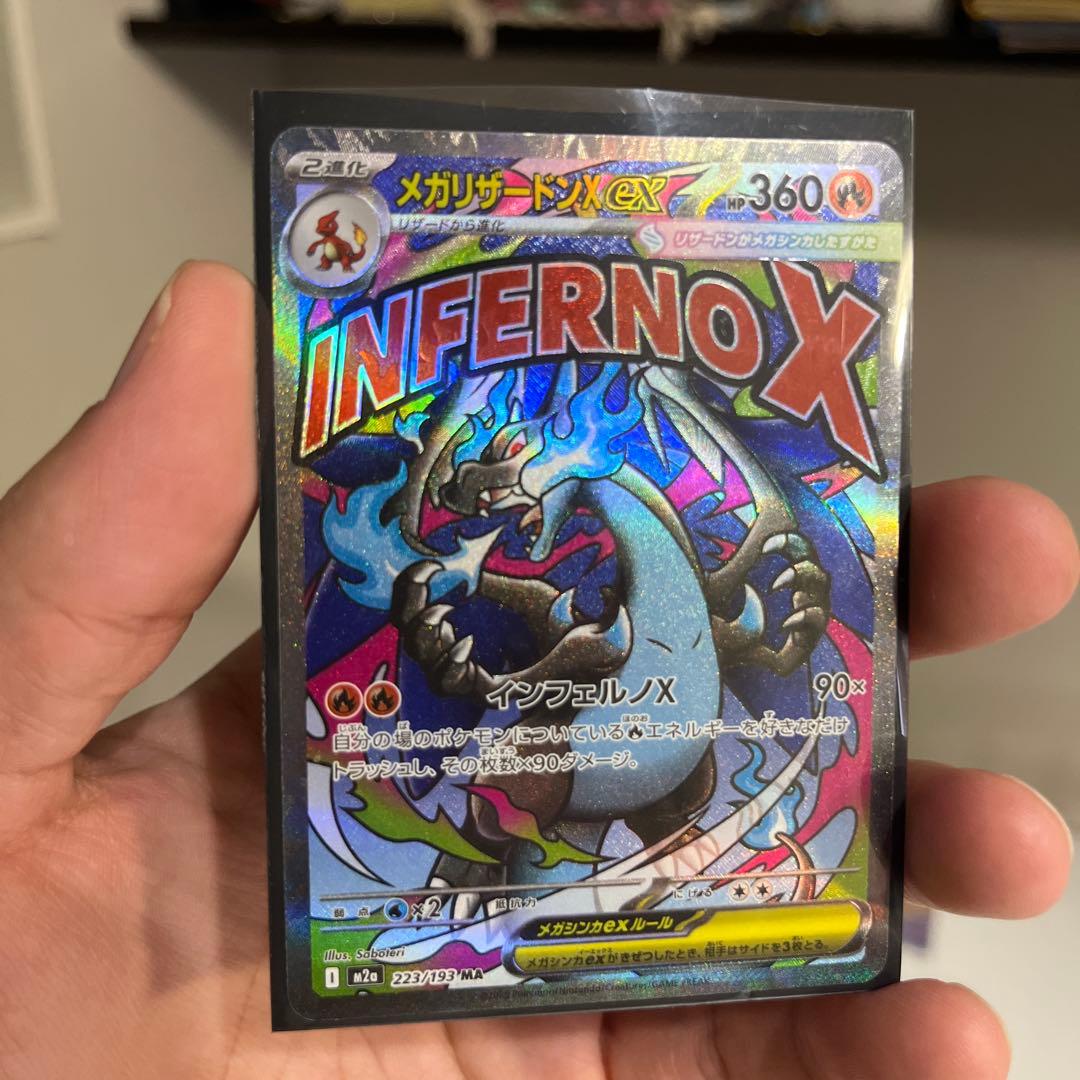 2進化
メガリザードンXex
HP360
リザードから進化
リザードンがメガシンカしたすがた
INFERNO X
インフェルノX 90×
自分の場のポケモンについているエネルギーを好きなだけ
トラッシュし、その枚数×90ダメージ。
弱点 ×2 抵抗力 にげる
メガシンカexルール
メガシンカexがきぜつしたとき、相手はサイドを3枚とる。
Illus. Saboteri
I m2a 223/193 MA
Pokémon/Nintendo/Creatures/GAME FREAK.